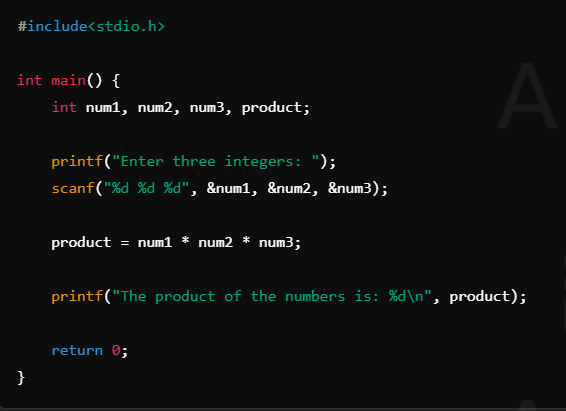 #include<stdio.h>
int main() {
    int num1, num2, num3, product;
    printf("Enter three integers: ");
    scanf("%d %d %d", &num1, &num2, &num3);
    product = num1 * num2 * num3;
    printf("The product of the numbers is: %d\n", product);
    return 0;
}
A